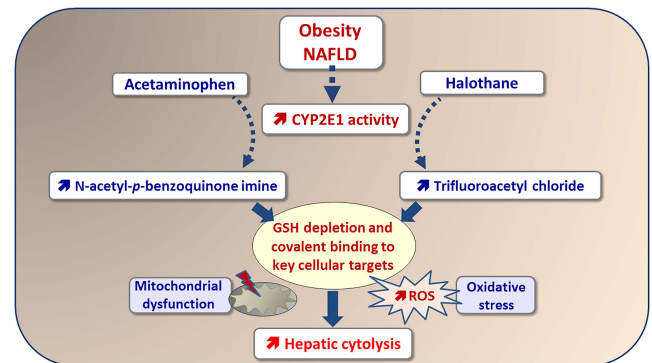 Obesity
NAFLD
Acetaminophen
Halothane
↗ CYP2E1 activity
↗ N-acetyl-p-benzoquinone imine
↗ Trifluoroacetyl chloride
GSH depletion and
covalent binding to
key cellular targets
Mitochondrial
dysfunction
↗ ROS
Oxidative
stress
↗ Hepatic cytolysis